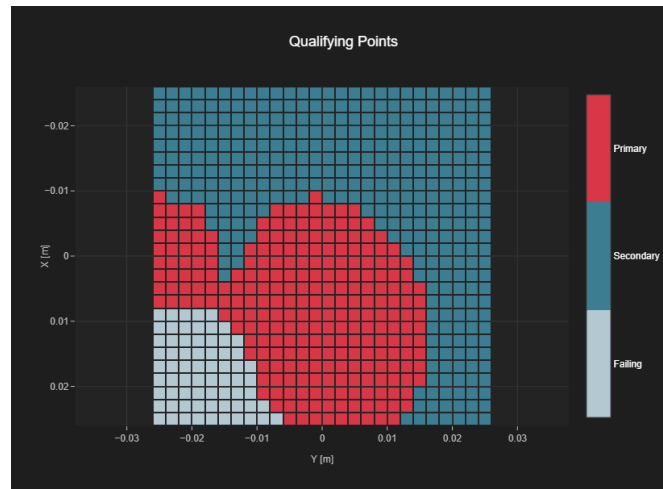 Qualifying Points
−0.02
−0.01
0
0.01
0.02
X [m]
−0.03
−0.02
−0.01
0
0.01
0.02
0.03
Y [m]
Primary
Secondary
Failing